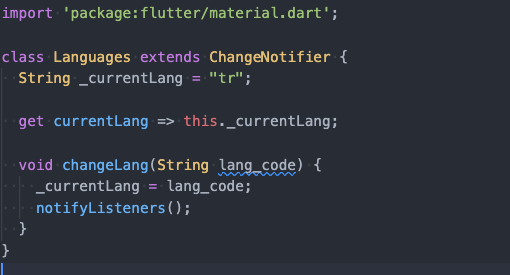 import 'package:flutter/material.dart';
class Languages extends ChangeNotifier {
  String _currentLang = "tr";
  get currentLang => this._currentLang;
  void changeLang(String lang_code) {
    _currentLang = lang_code;
    notifyListeners();
  }
}